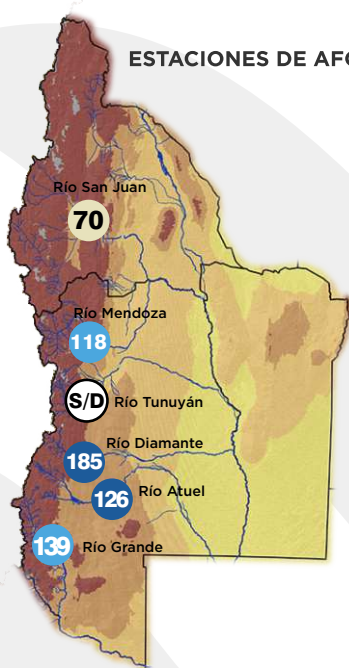 ESTACIONES DE AFO
Río San Juan
70
Río Mendoza
118
S/D Río Tunuyán
Río Diamante
185
126 Río Atuel
139 Río Grande